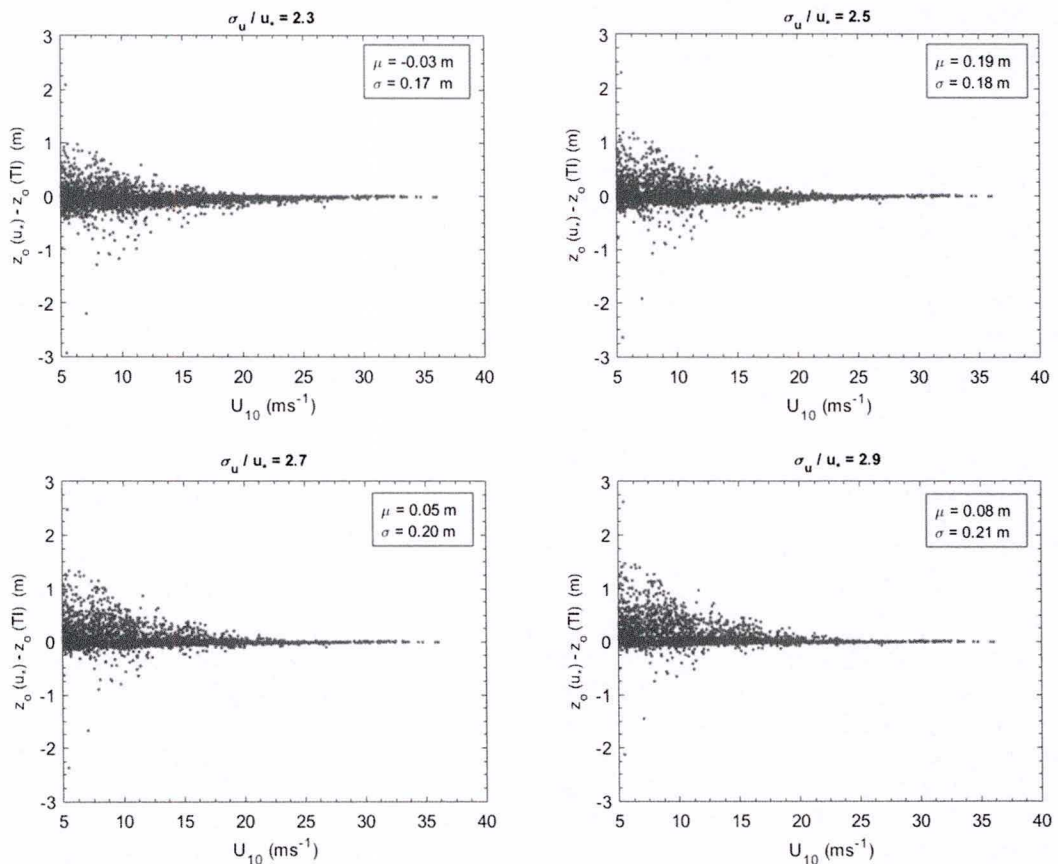 σu / u* = 2.3
μ = -0.03 m
σ = 0.17 m
3
2
1
0
-1
-2
-3
zo (u*) - zo (TI) (m)
5 10 15 20 25 30 35 40
U10 (ms-1)
σu / u* = 2.5
μ = 0.19 m
σ = 0.18 m
3
2
1
0
-1
-2
-3
zo (u*) - zo (TI) (m)
5 10 15 20 25 30 35 40
U10 (ms-1)
σu / u* = 2.7
μ = 0.05 m
σ = 0.20 m
3
2
1
0
-1
-2
-3
zo (u*) - zo (TI) (m)
5 10 15 20 25 30 35 40
U10 (ms-1)
σu / u* = 2.9
μ = 0.08 m
σ = 0.21 m
3
2
1
0
-1
-2
-3
zo (u*) - zo (TI) (m)
5 10 15 20 25 30 35 40
U10 (ms-1)